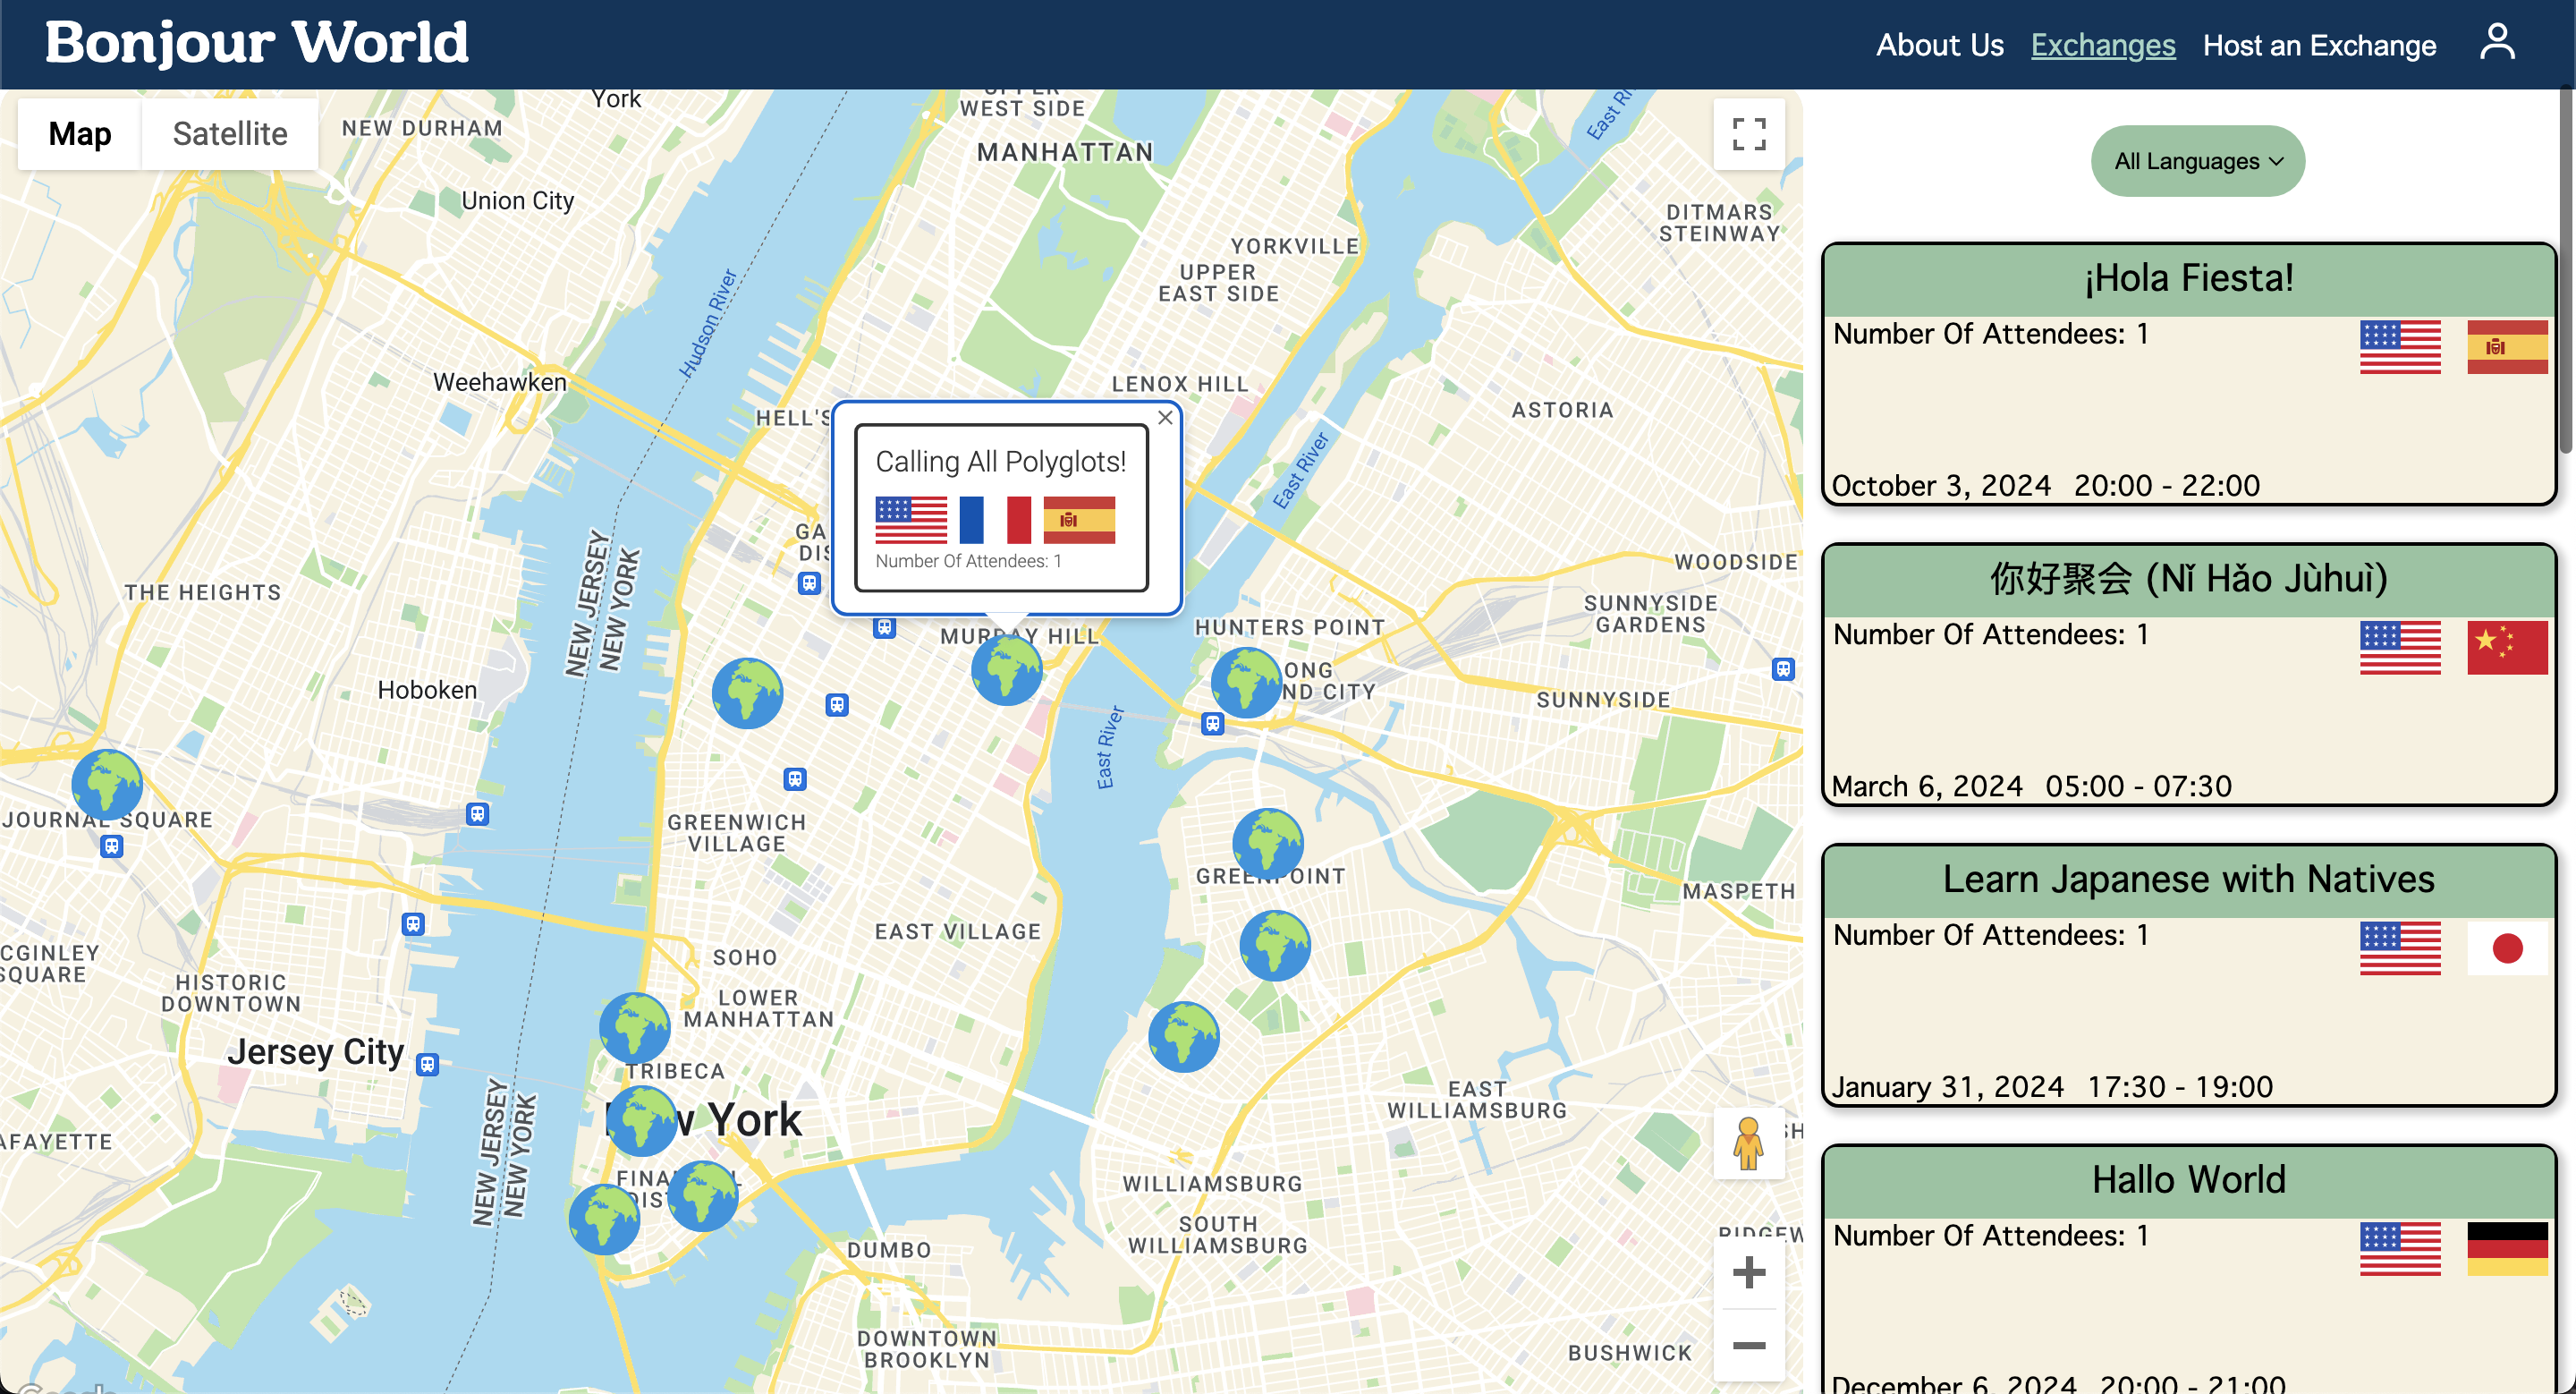 Bonjour World
About Us
Exchanges
Host an Exchange
Map
Satellite
All Languages
¡Hola Fiesta!
Number Of Attendees: 1
October 3, 2024 20:00 - 22:00
你好聚会 (Nǐ Hǎo Jùhuì)
Number Of Attendees: 1
March 6, 2024 05:00 - 07:30
Learn Japanese with Natives
Number Of Attendees: 1
January 31, 2024 17:30 - 19:00
Hallo World
Number Of Attendees: 1
December 6, 2024 20:00 - 21:00
Calling All Polyglots!
Number Of Attendees: 1
York
NEW DURHAM
Union City
UPPER
WEST SIDE
MANHATTAN
East Ri
DITMARS
STEINWAY
YORKVILLE
UPPER
EAST SIDE
Hudson River
Weehawken
LENOX HILL
HELL'S
ASTORIA
East River
GA
DIS
WOODSIDE
THE HEIGHTS
NEW JERSEY
NEW YORK
SUNNYSIDE
GARDENS
MURRAY HILL
HUNTERS POINT
ONG
ND CITY
Hoboken
SUNNYSIDE
East River
JOURNAL SQUARE
GREENWICH
VILLAGE
GREENPOINT
MASPETH
EAST VILLAGE
CGINLEY
SQUARE
SOHO
HISTORIC
DOWNTOWN
LOWER
MANHATTAN
Jersey City
TRIBECA
New York
EAST
WILLIAMSBURG
SH
AFAYETTE
NEW JERSEY
NEW YORK
FINANCIAL
DIST
WILLIAMSBURG
SOUTH
WILLIAMSBURG
RIDGEW
DUMBO
DOWNTOWN
BROOKLYN
BUSHWICK
Google